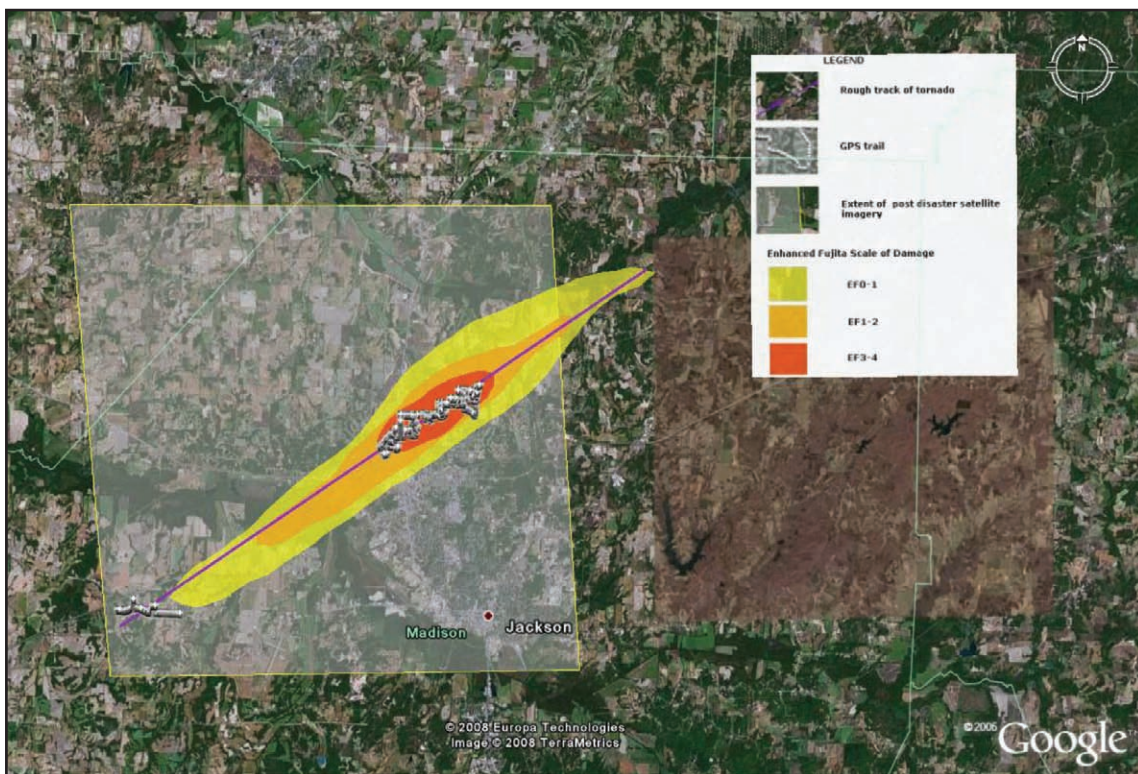 LEGEND
N
Rough track of tornado
GPS trail
Extent of post disaster satellite
imagery
Enhanced Fujita Scale of Damage
EF0-1
EF1-2
EF3-4
Madison
Jackson
© 2008 Europa Technologies
Image © 2008 TerraMetrics
© 2006 Google™